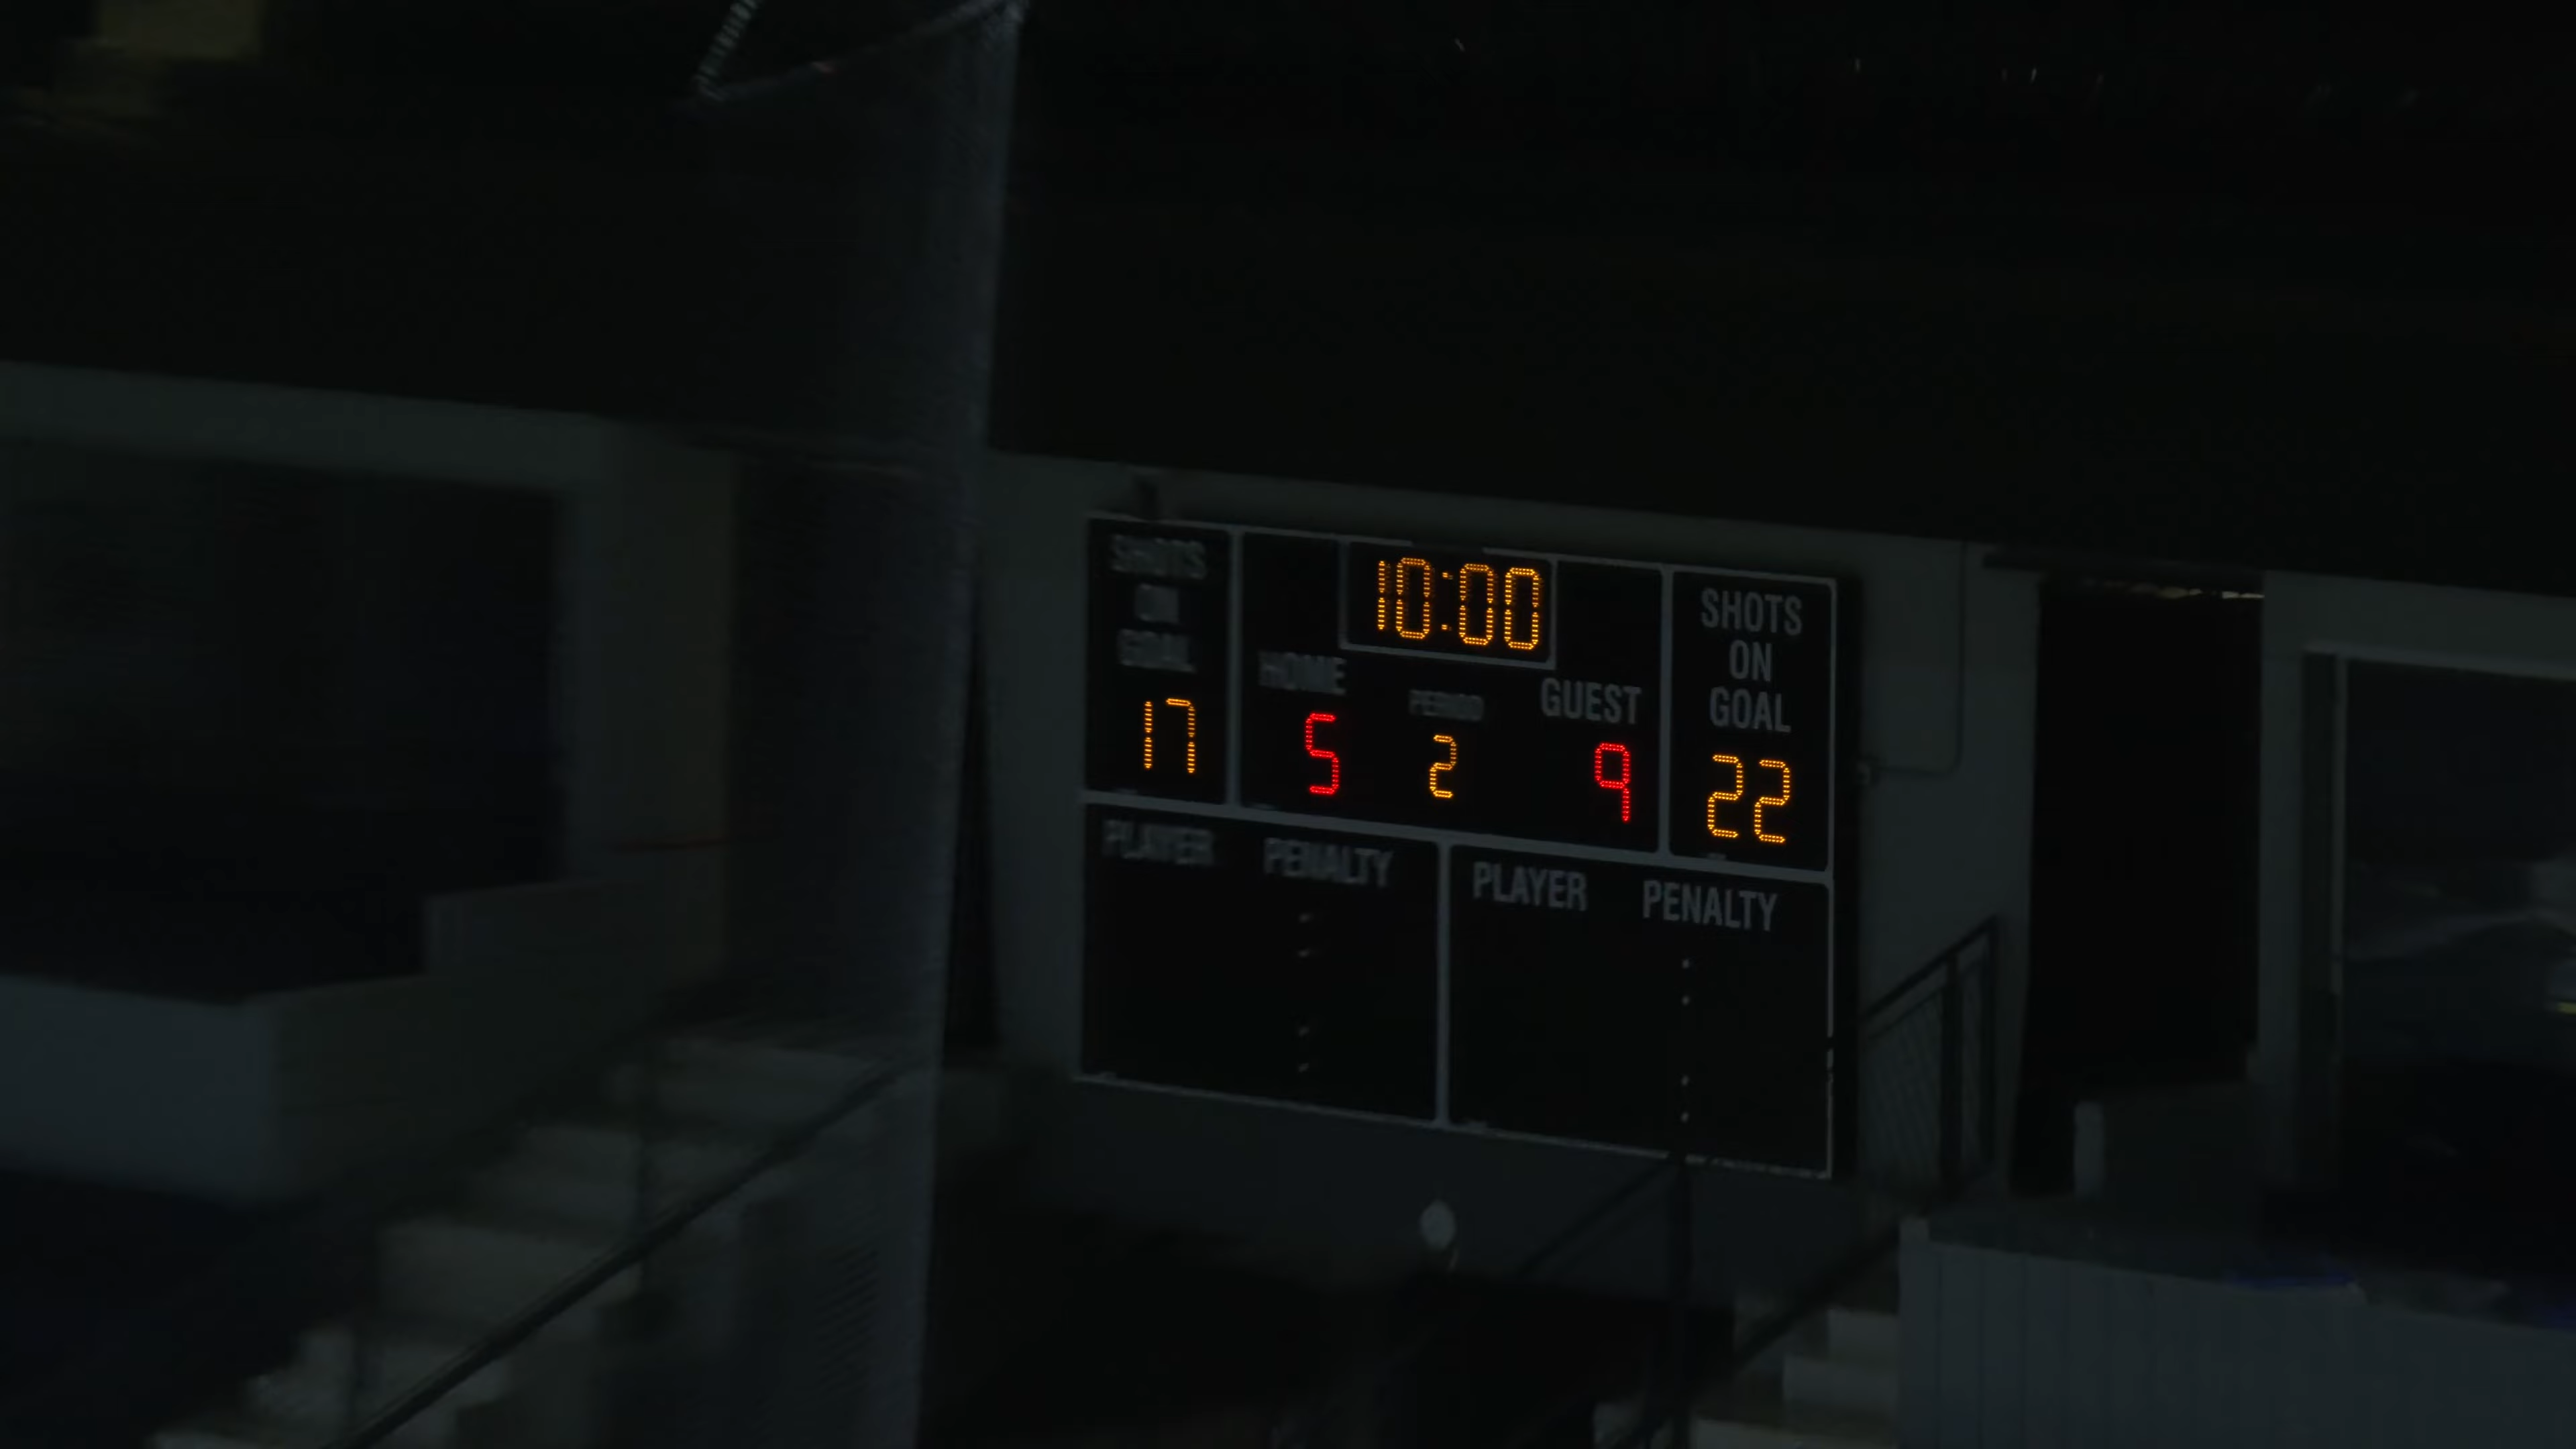 SHOTS
ON
GOAL
17
10:00
HOME
5
PERIOD
2
GUEST
9
SHOTS
ON
GOAL
22
PLAYER PENALTY
PLAYER PENALTY